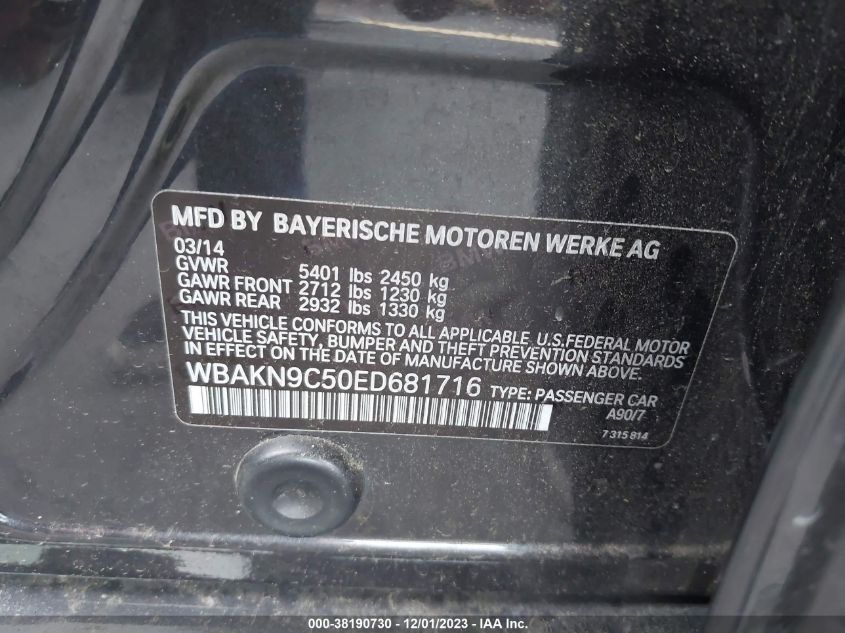 MFD BY BAYERISCHE MOTOREN WERKE AG
03/14
GVWR 5401 lbs 2450 kg
GAWR FRONT 2712 lbs 1230 kg
GAWR REAR 2932 lbs 1330 kg
THIS VEHICLE CONFORMS TO ALL APPLICABLE U.S.FEDERAL MOTOR
VEHICLE SAFETY, BUMPER AND THEFT PREVENTION STANDARDS
IN EFFECT ON THE DATE OF MANUFACTURE SHOWN ABOVE.
WBAKN9C50ED681716 TYPE: PASSENGER CAR
A90/7
7 315 814
000-38190730 - 12/01/2023 - IAA Inc.